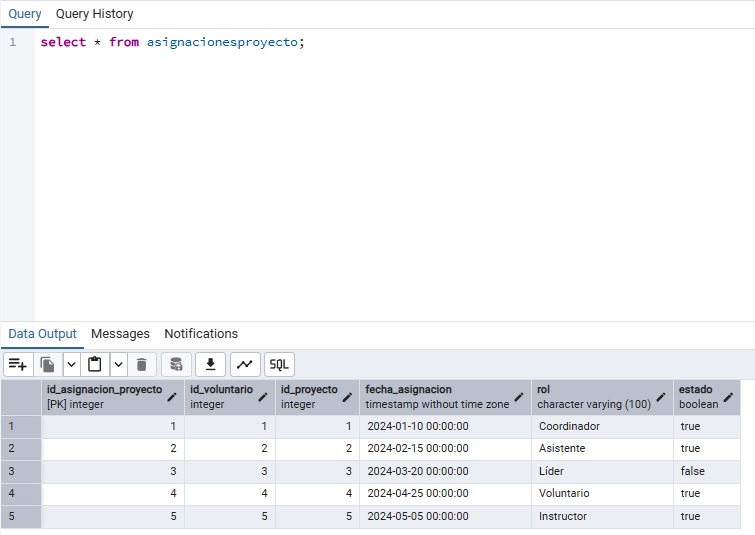 Query Query History
1 select * from asignacionesproyecto;
Data Output Messages Notifications
SQL
id_asignacion_proyecto id_voluntario id_proyecto fecha_asignacion rol estado
[PK] integer integer integer timestamp without time zone character varying (100) boolean
1 1 1 1 2024-01-10 00:00:00 Coordinador true
2 2 2 2 2024-02-15 00:00:00 Asistente true
3 3 3 3 2024-03-20 00:00:00 Líder false
4 4 4 4 2024-04-25 00:00:00 Voluntario true
5 5 5 5 2024-05-05 00:00:00 Instructor true